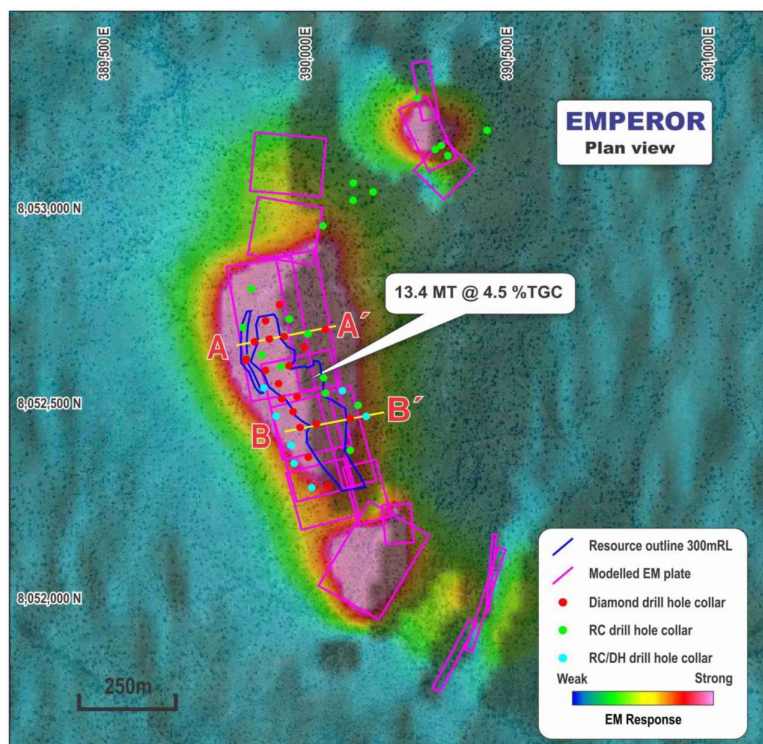 389,500 E
390,000 E
390,500 E
391,000 E
EMPEROR
Plan view
8,053,000 N
13.4 MT @ 4.5 %TGC
A
A´
8,052,500 N
B
B´
Resource outline 300mRL
Modelled EM plate
Diamond drill hole collar
RC drill hole collar
RC/DH drill hole collar
8,052,000 N
Weak
Strong
EM Response
250m